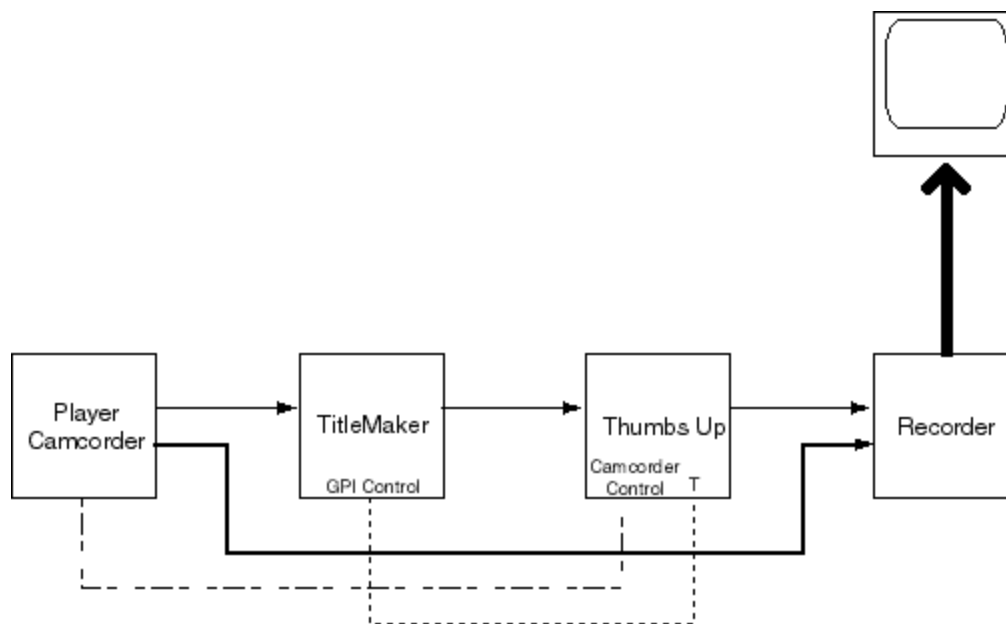 Player
Camcorder
TitleMaker
GPI Control
Thumbs Up
Camcorder
Control
T
Recorder